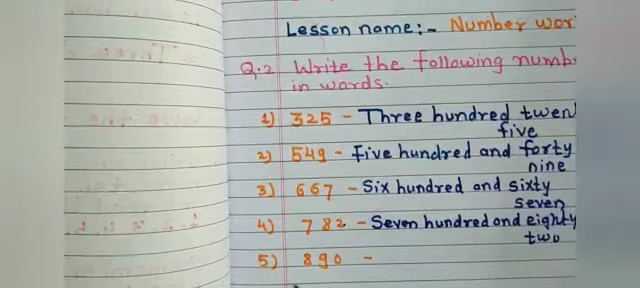 Lesson name:- Number wor
Q.2 Write the following numb
in words.
1) 325 - Three hundred twen
five
2) 549 - Five hundred and forty
nine
3) 667 - Six hundred and sixty
seven
4) 782 - Seven hundred and eighty
two
5) 890 -